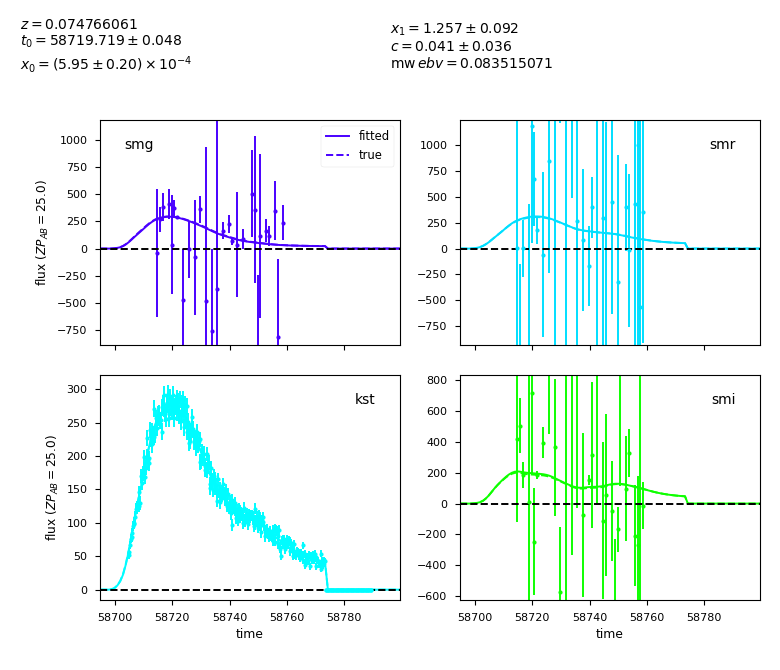 z = 0.074766061
t₀ = 58719.719 ± 0.048
x₀ = (5.95 ± 0.20) × 10⁻⁴
x₁ = 1.257 ± 0.092
c = 0.041 ± 0.036
mw ebv = 0.083515071
smg
fitted
true
1000
750
500
250
0
−250
−500
−750
flux (ZP_AB = 25.0)
smr
1000
750
500
250
0
−250
−500
−750
kst
300
250
200
150
100
50
0
flux (ZP_AB = 25.0)
58700 58720 58740 58760 58780
time
smi
800
600
400
200
0
−200
−400
−600
58700 58720 58740 58760 58780
time